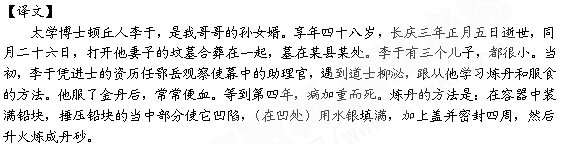 【译文】
太学博士顿丘人李干，是我哥哥的孙女婿。享年四十八岁，长庆三年正月五日逝世，同
月二十六日，打开他妻子的坟墓合葬在一起，墓在某县某处。李干有三个儿子，都很小。当
初，李干凭进士的资历任鄂岳观察使幕中的助理官，遇到道士柳泌，跟从他学习炼丹和服食
的方法。他服了金丹后，常常便血。等到第四年，病加重而死。炼丹的方法是：在容器中装
满铅块，捶压铅块的当中部分使它凹陷，（在凹处）用水银填满，加上盖并密封四周，然后
升火炼成丹砂。